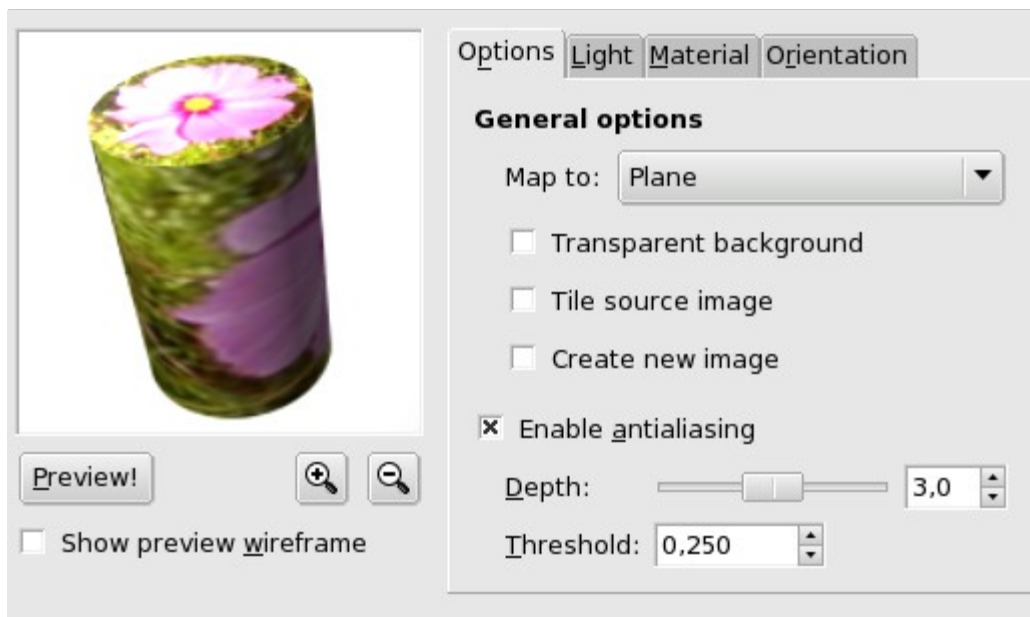 Options Light Material Orientation
General options
Map to: Plane
Transparent background
Tile source image
Create new image
Enable antialiasing
Depth: 3,0
Threshold: 0,250
Preview!
Show preview wireframe